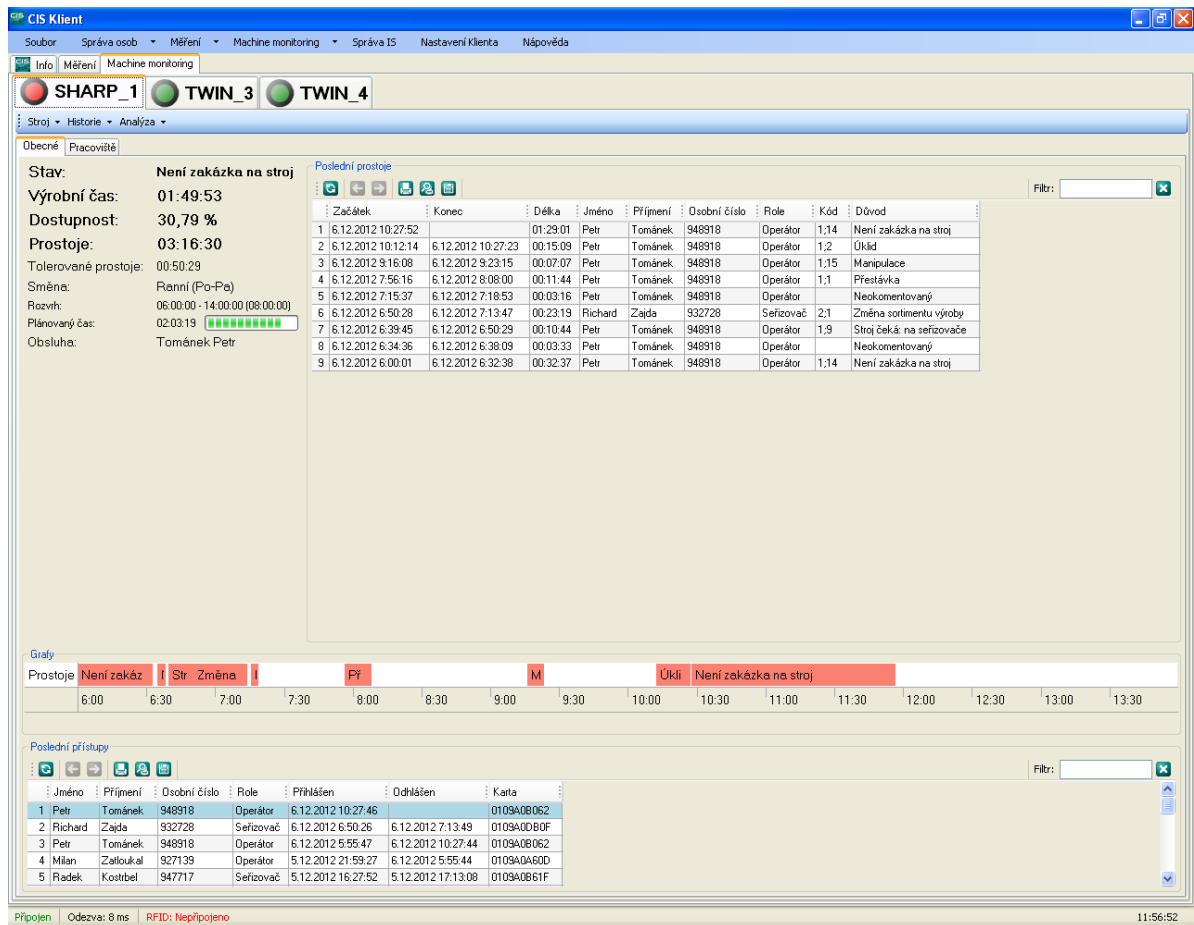 CIS Klient
Soubor Správa osob Měření Machine monitoring Správa IS Nastavení Klienta Nápověda
CIS Info Měření Machine monitoring
SHARP_1 TWIN_3 TWIN_4
Stroj Historie Analýza
Obecné Pracoviště
Stav: Není zakázka na stroj
Výrobní čas: 01:49:53
Dostupnost: 30,79 %
Prostoje: 03:16:30
Tolerované prostoje: 00:50:29
Směna: Ranní (Po-Pa)
Rozvrh: 06:00:00 - 14:00:00 (08:00:00)
Plánovaný čas: 02:03:19
Obsluha: Tománek Petr
Poslední prostoje
Filtr:
Začátek Konec Délka Jméno Příjmení Osobní číslo Role Kód Důvod
1 6.12.2012 10:27:52 01:29:01 Petr Tománek 948918 Operátor 1;14 Není zakázka na stroj
2 6.12.2012 10:12:14 6.12.2012 10:27:23 00:15:09 Petr Tománek 948918 Operátor 1;2 Úklid
3 6.12.2012 9:16:08 6.12.2012 9:23:15 00:07:07 Petr Tománek 948918 Operátor 1;15 Manipulace
4 6.12.2012 7:56:16 6.12.2012 8:08:00 00:11:44 Petr Tománek 948918 Operátor 1;1 Přestávka
5 6.12.2012 7:15:37 6.12.2012 7:18:53 00:03:16 Petr Tománek 948918 Operátor Neokomentovaný
6 6.12.2012 6:50:28 6.12.2012 7:13:47 00:23:19 Richard Zajda 932728 Seřizovač 2;1 Změna sortimentu výroby
7 6.12.2012 6:39:45 6.12.2012 6:50:29 00:10:44 Petr Tománek 948918 Operátor 1;9 Stroj čeká: na seřizovače
8 6.12.2012 6:34:36 6.12.2012 6:38:09 00:03:33 Petr Tománek 948918 Operátor Neokomentovaný
9 6.12.2012 6:00:01 6.12.2012 6:32:38 00:32:37 Petr Tománek 948918 Operátor 1;14 Není zakázka na stroj
Grafy
Prostoje Není zakáz Str Změna Př M Úkli Není zakázka na stroj
6:00 6:30 7:00 7:30 8:00 8:30 9:00 9:30 10:00 10:30 11:00 11:30 12:00 12:30 13:00 13:30
Poslední přístupy
Filtr:
Jméno Příjmení Osobní číslo Role Přihlášen Odhlášen Karta
1 Petr Tománek 948918 Operátor 6.12.2012 10:27:46 0109A0B062
2 Richard Zajda 932728 Seřizovač 6.12.2012 6:50:26 6.12.2012 7:13:49 0109A0DB0F
3 Petr Tománek 948918 Operátor 6.12.2012 5:55:47 6.12.2012 10:27:44 0109A0B062
4 Milan Zatloukal 927139 Operátor 5.12.2012 21:59:27 6.12.2012 5:55:44 0109A0A60D
5 Radek Kostrbel 947717 Seřizovač 5.12.2012 16:27:52 5.12.2012 17:13:08 0109A0B61F
Připojen Odezva: 8 ms RFID: Nepřipojeno 11:56:52